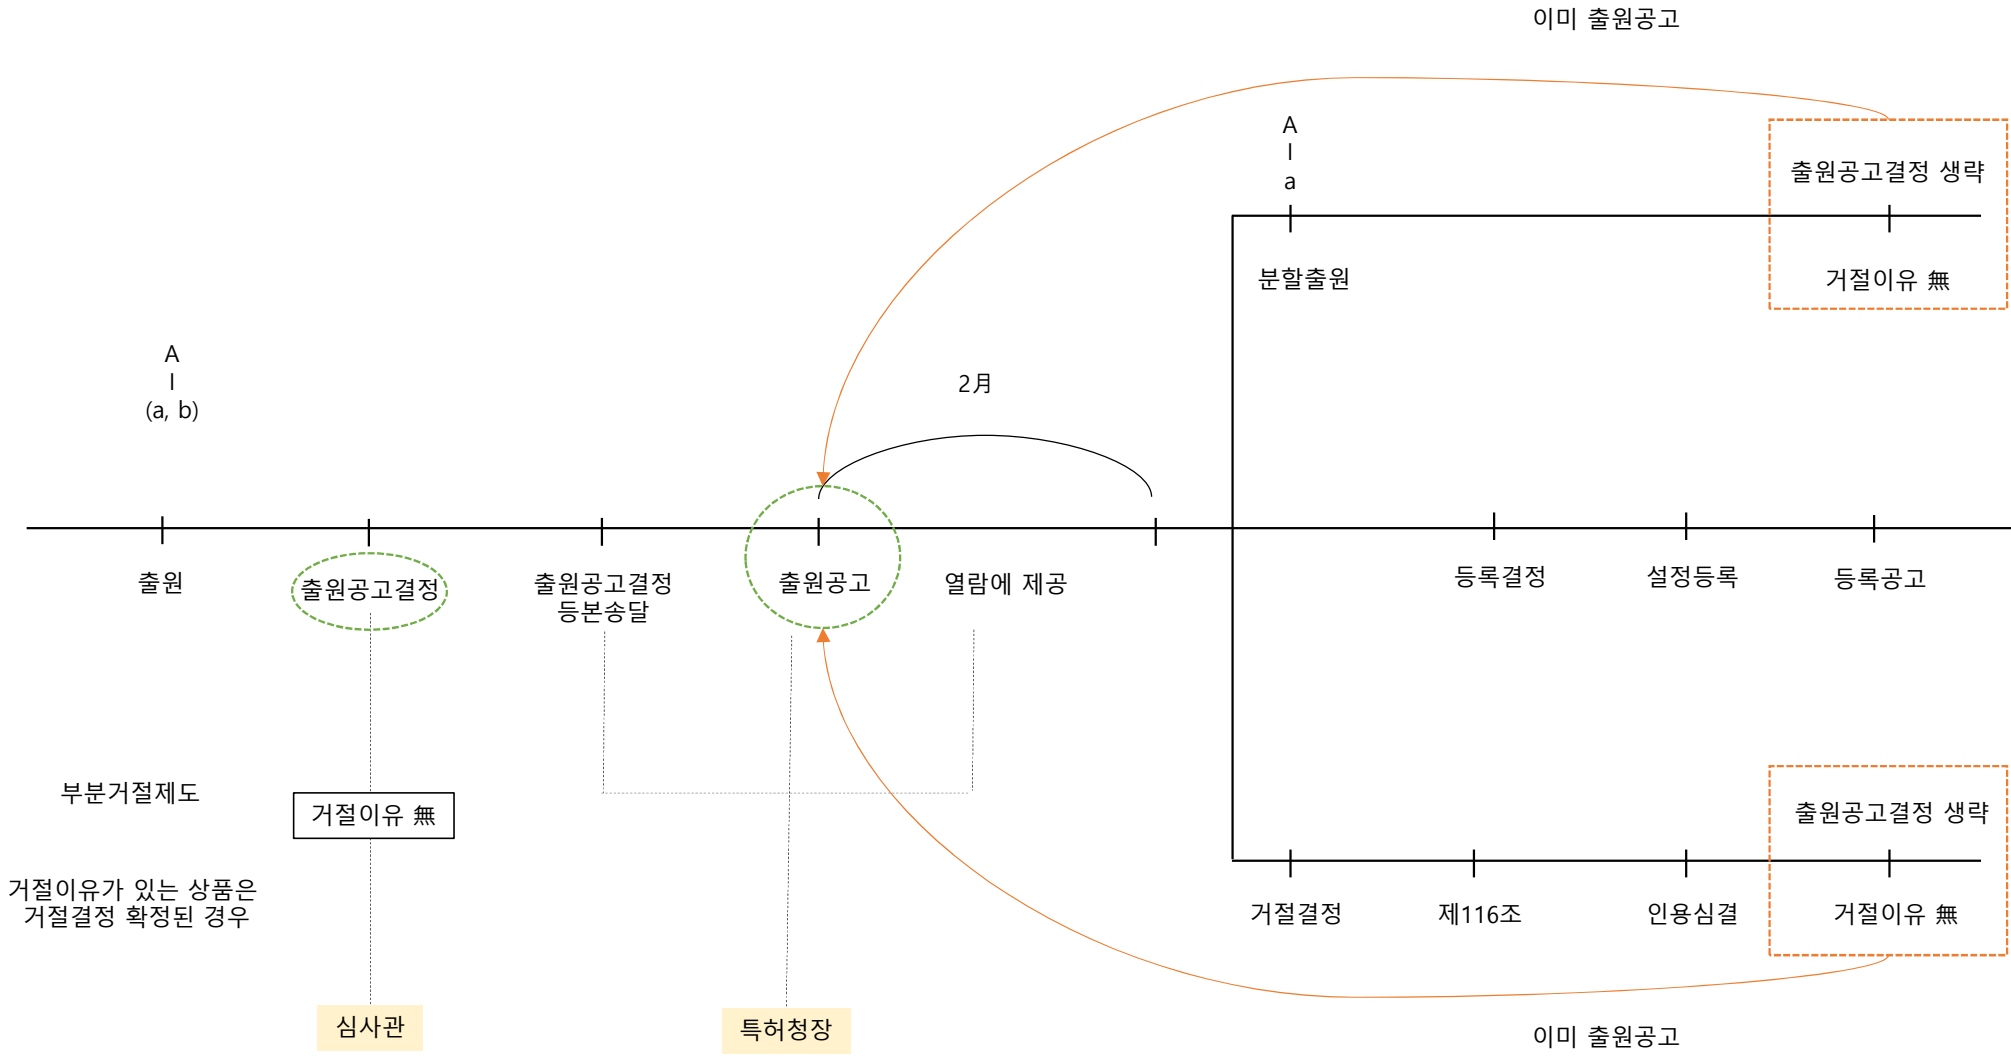 이미 출원공고
A
l
a
출원공고결정 생략
분할출원
거절이유 無
A
l
(a, b)
2月
출원
출원공고결정
출원공고결정
등본송달
출원공고
열람에 제공
등록결정
설정등록
등록공고
부분거절제도
거절이유 無
거절이유가 있는 상품은
거절결정 확정된 경우
출원공고결정 생략
거절결정
제116조
인용심결
거절이유 無
심사관
특허청장
이미 출원공고